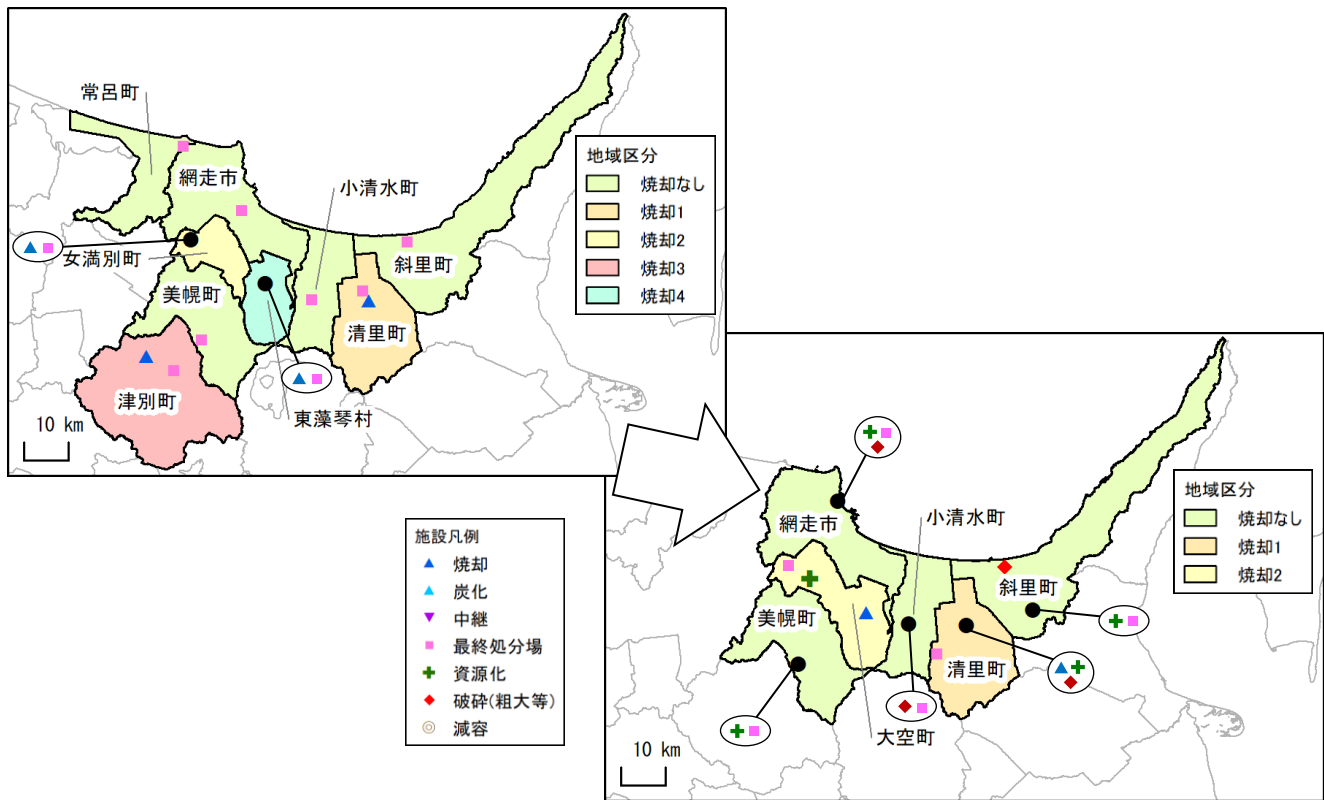 常呂町
網走市
小清水町
女満別町
斜里町
美幌町
清里町
津別町
東藻琴村
10 km
地域区分
焼却なし
焼却1
焼却2
焼却3
焼却4
施設凡例
焼却
炭化
中継
最終処分場
資源化
破砕(粗大等)
減容
網走市
小清水町
斜里町
美幌町
清里町
大空町
10 km
地域区分
焼却なし
焼却1
焼却2